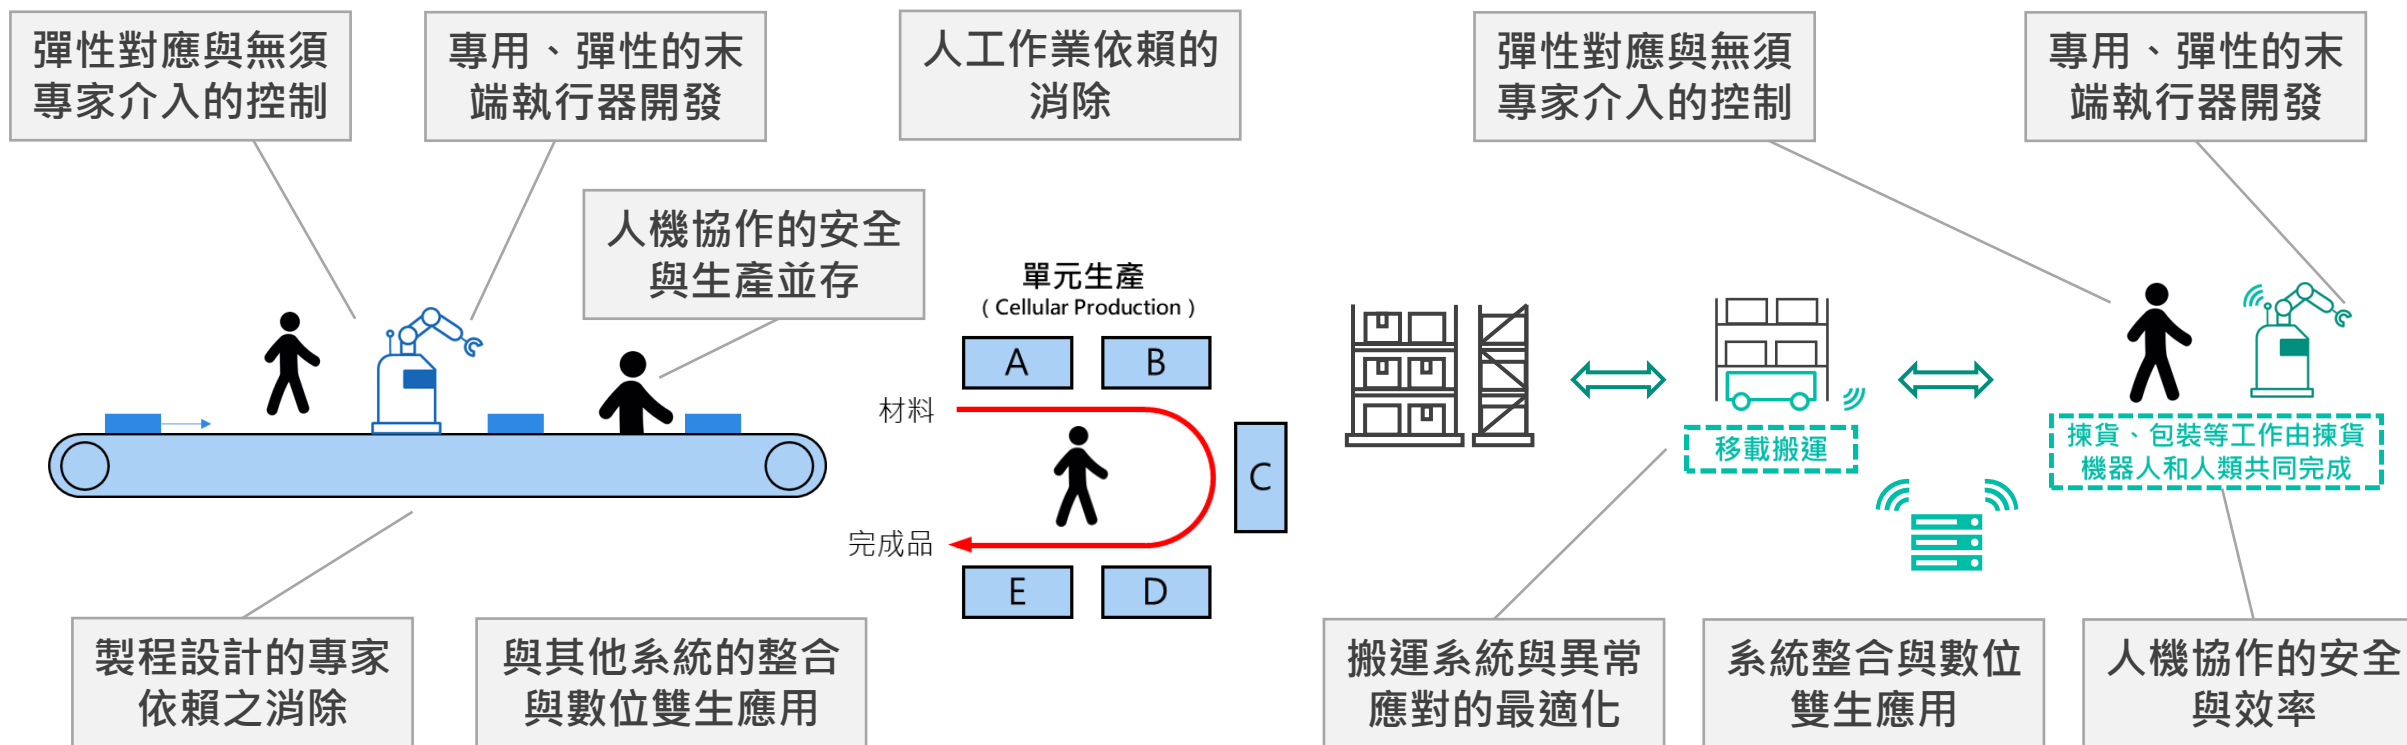 彈性對應與無須
專家介入的控制
專用、彈性的末
端執行器開發
人工作業依賴的
消除
彈性對應與無須
專家介入的控制
專用、彈性的末
端執行器開發
人機協作的安全
與生產並存
單元生產
( Cellular Production )
A
B
材料
C
完成品
E
D
移載搬運
揀貨、包裝等工作由揀貨
機器人和人類共同完成
製程設計的專家
依賴之消除
與其他系統的整合
與數位雙生應用
搬運系統與異常
應對的最適化
系統整合與數位
雙生應用
人機協作的安全
與效率